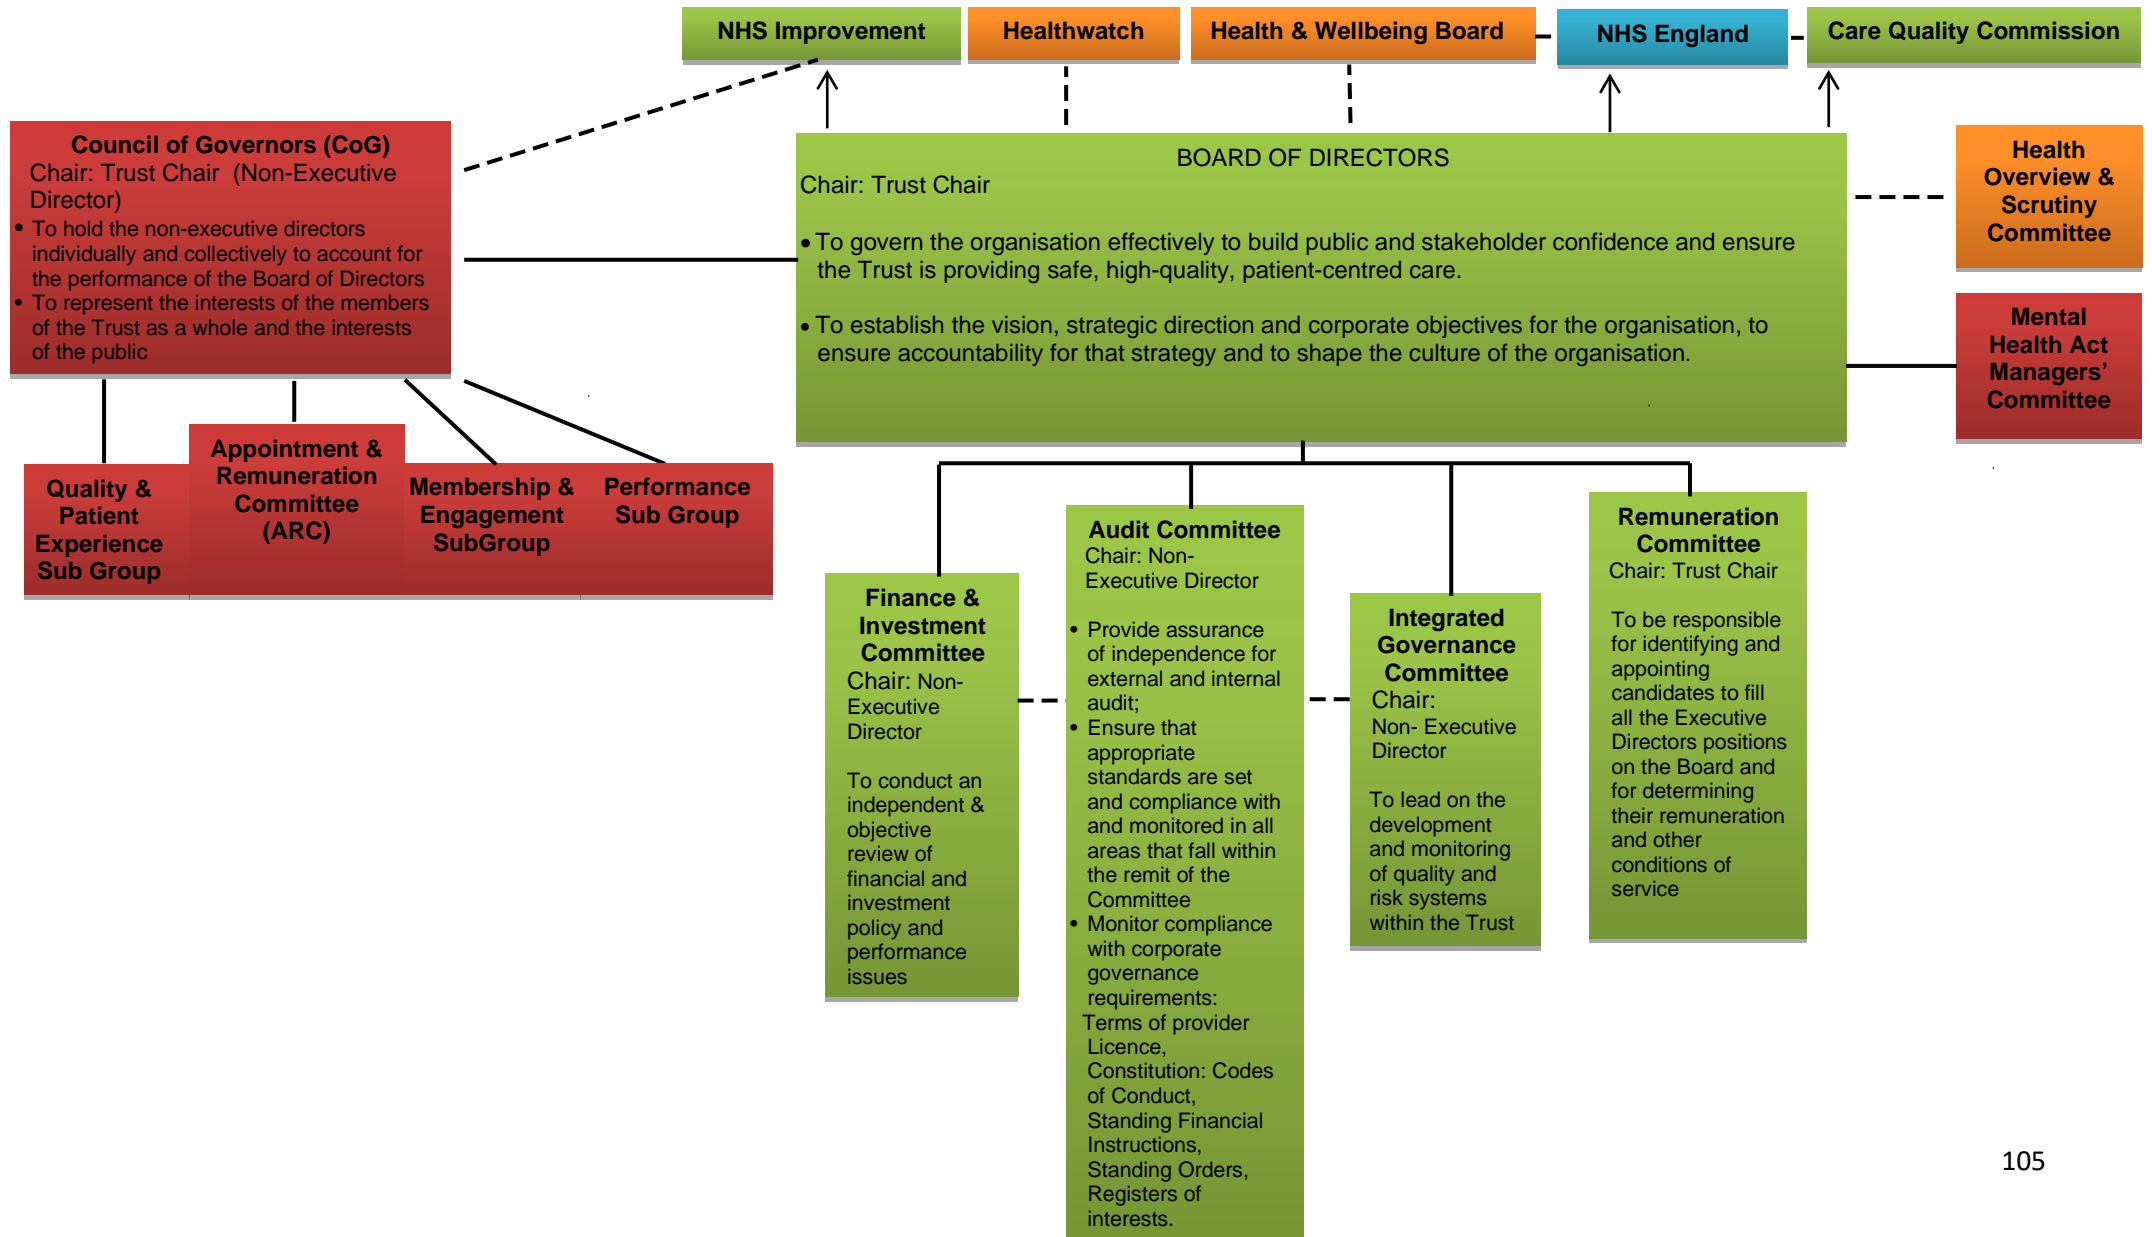 NHS Improvement
Healthwatch
Health & Wellbeing Board
NHS England
Care Quality Commission
Council of Governors (CoG)
Chair: Trust Chair  (Non-Executive
Director)
• To hold the non-executive directors
individually and collectively to account for
the performance of the Board of Directors
• To represent the interests of the members
of the Trust as a whole and the interests
of the public
BOARD OF DIRECTORS
Chair: Trust Chair
• To govern the organisation effectively to build public and stakeholder confidence and ensure
the Trust is providing safe, high-quality, patient-centred care.
• To establish the vision, strategic direction and corporate objectives for the organisation, to
ensure accountability for that strategy and to shape the culture of the organisation.
Health
Overview &
Scrutiny
Committee
Mental
Health Act
Managers’
Committee
Quality &
Patient
Experience
Sub Group
Appointment &
Remuneration
Committee
(ARC)
Membership &
Engagement
SubGroup
Performance
Sub Group
Finance &
Investment
Committee
Chair: Non-
Executive
Director
To conduct an
independent &
objective
review of
financial and
investment
policy and
performance
issues
Audit Committee
Chair: Non-
Executive Director
• Provide assurance
of independence for
external and internal
audit;
• Ensure that
appropriate
standards are set
and compliance with
and monitored in all
areas that fall within
the remit of the
Committee
• Monitor compliance
with corporate
governance
requirements:
Terms of provider
Licence,
Constitution: Codes
of Conduct,
Standing Financial
Instructions,
Standing Orders,
Registers of
interests.
Integrated
Governance
Committee
Chair:
Non- Executive
Director
To lead on the
development
and monitoring
of quality and
risk systems
within the Trust
Remuneration
Committee
Chair: Trust Chair
To be responsible
for identifying and
appointing
candidates to fill
all the Executive
Directors positions
on the Board and
for determining
their remuneration
and other
conditions of
service
105